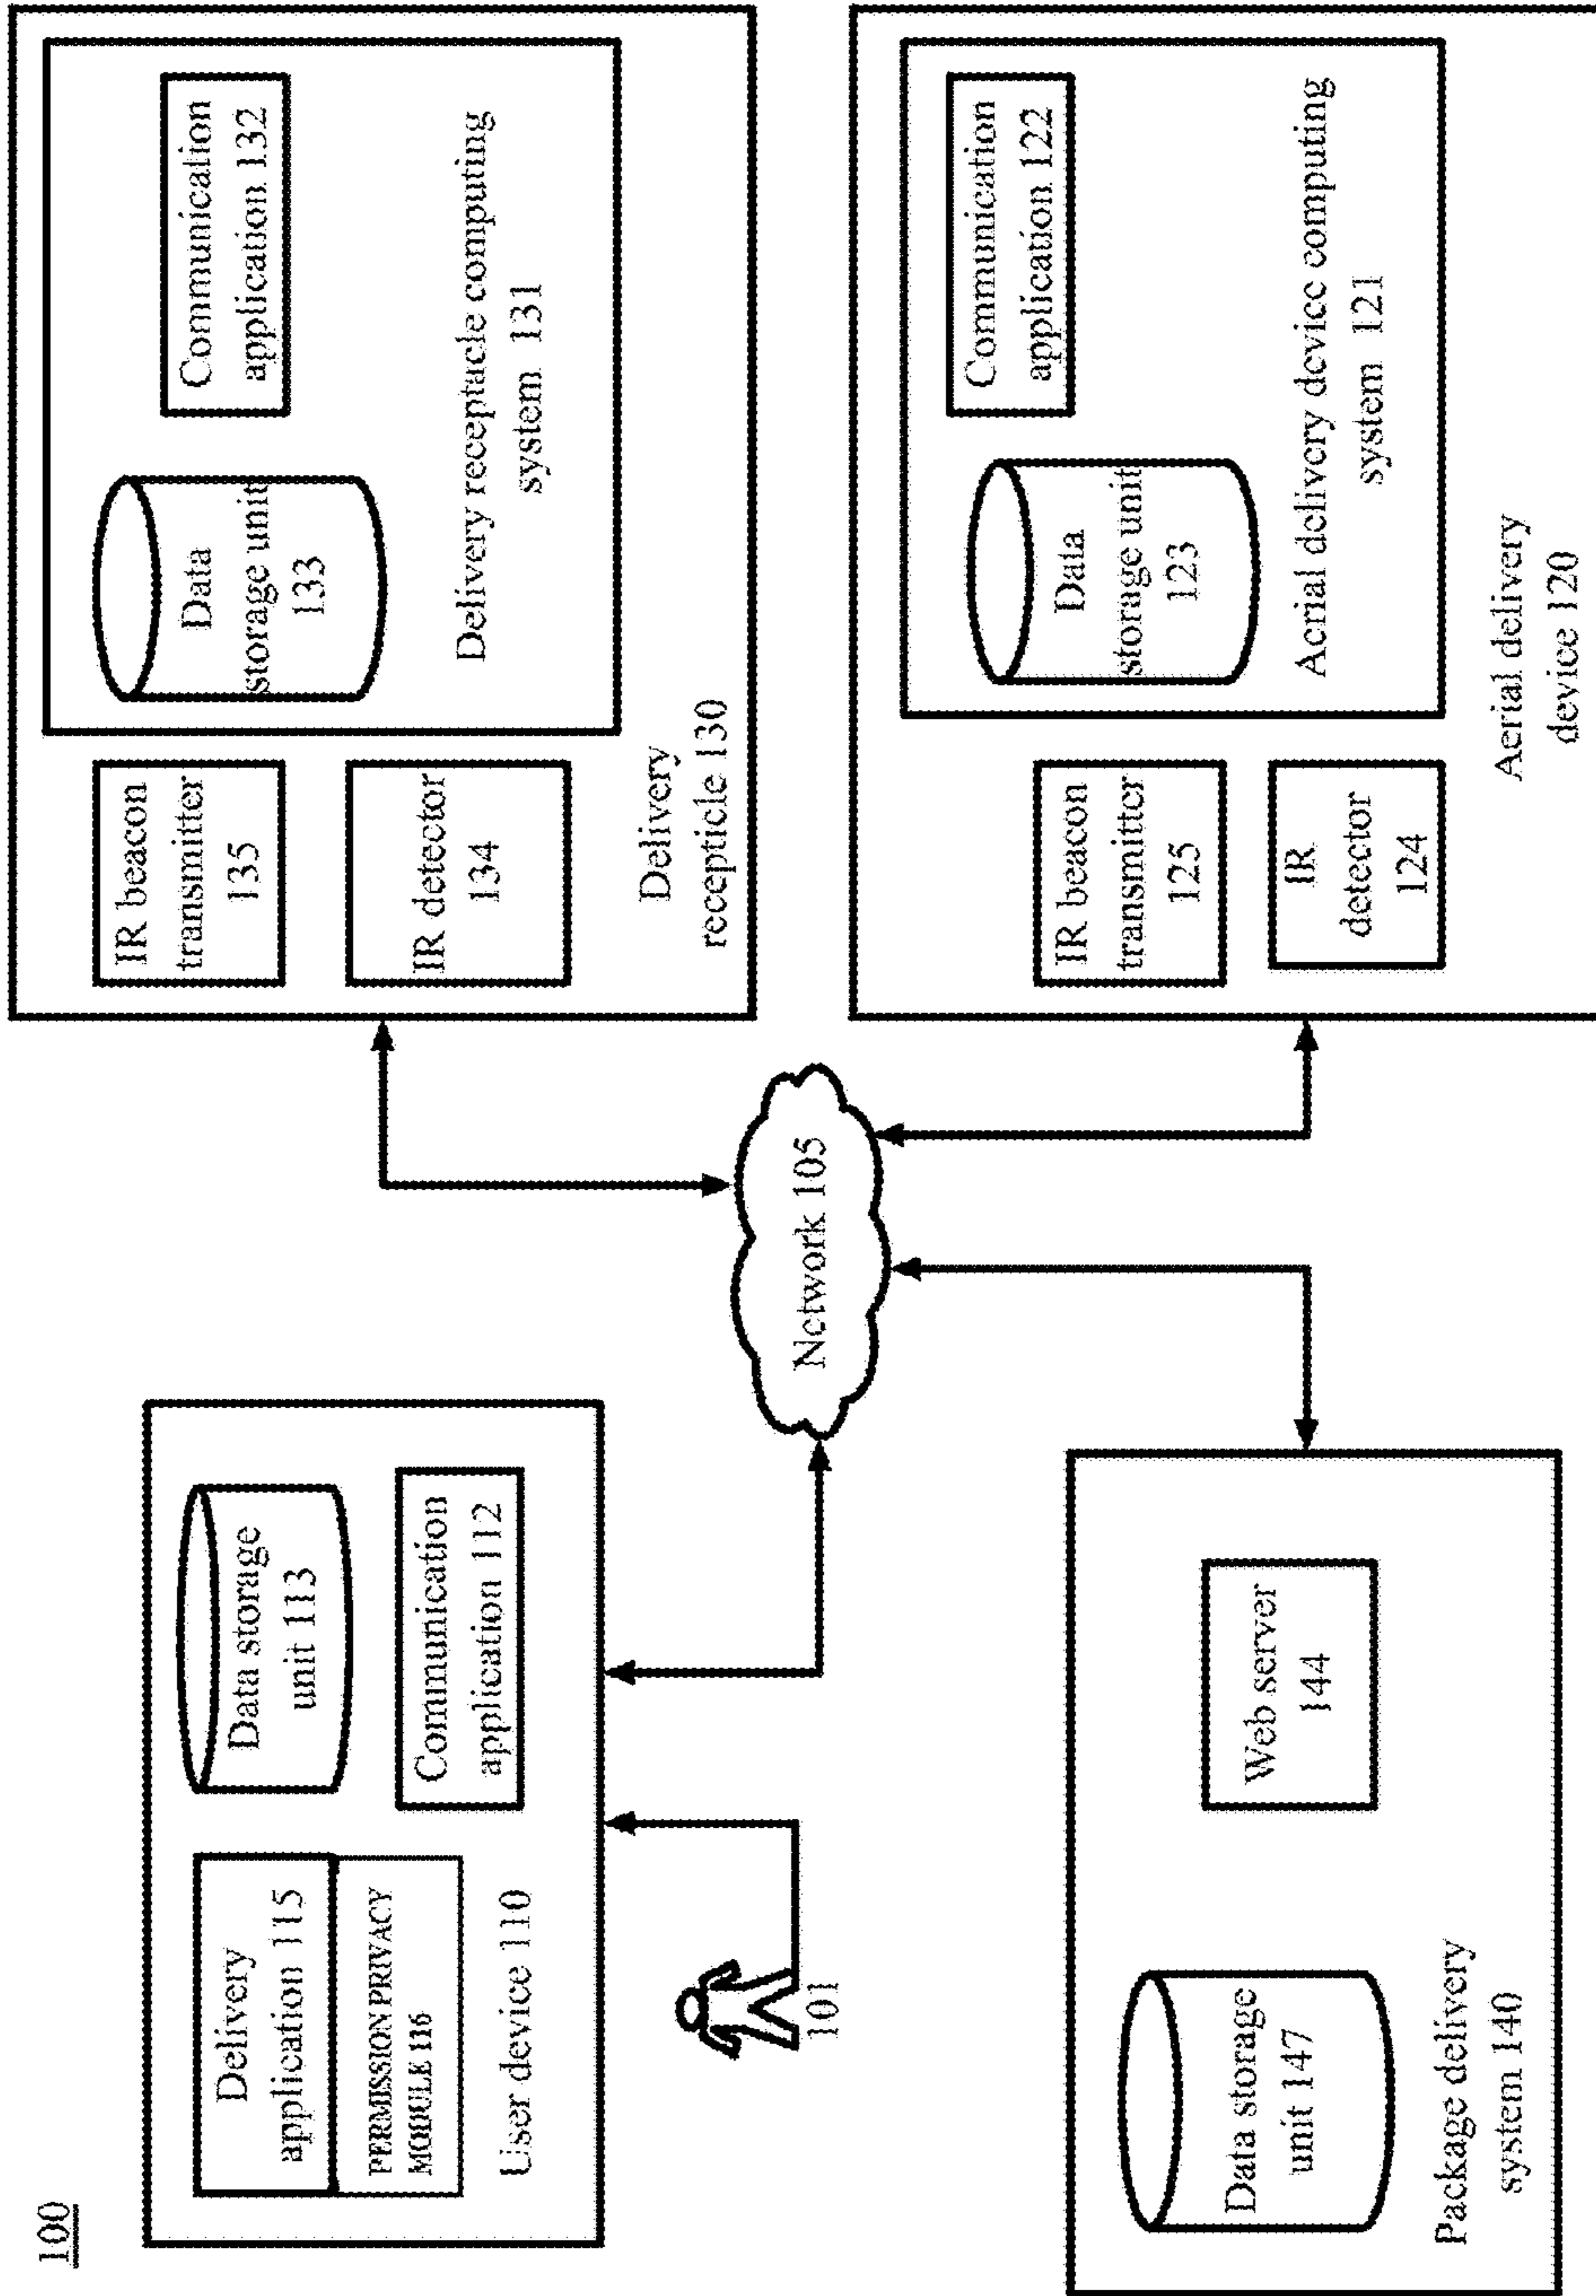 100
Delivery
application 115
PERMISSION PRIVACY
MODULE 116
Data storage
unit 113
Communication
application 112
User device 110
101
Network 105
IR beacon
transmitter
135
IR detector
134
Data
storage unit
133
Communication
application 132
Delivery receptacle computing
system 131
Delivery
recepticle 130
Data storage
unit 147
Web server
144
Package delivery
system 140
IR beacon
transmitter
125
IR
detector
124
Data
storage unit
123
Communication
application 122
Aerial delivery device computing
system 121
Aerial delivery
device 120